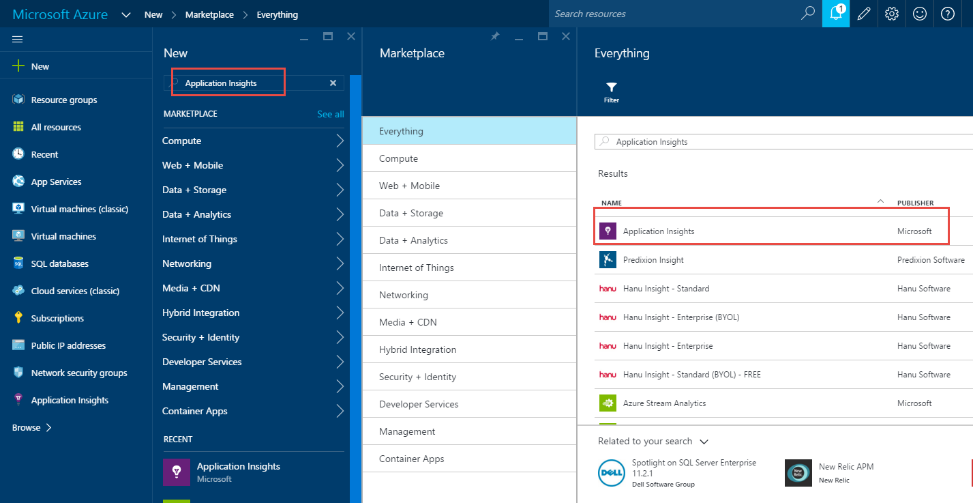 Microsoft Azure New Marketplace Everything Search resources 1
New
Resource groups
All resources
Recent
App Services
Virtual machines (classic)
Virtual machines
SQL databases
Cloud services (classic)
Subscriptions
Public IP addresses
Network security groups
Application Insights
Browse
New
Application Insights
MARKETPLACE See all
Compute
Web + Mobile
Data + Storage
Data + Analytics
Internet of Things
Networking
Media + CDN
Hybrid Integration
Security + Identity
Developer Services
Management
Container Apps
RECENT
Application Insights
Microsoft
Marketplace
Everything
Compute
Web + Mobile
Data + Storage
Data + Analytics
Internet of Things
Networking
Media + CDN
Hybrid Integration
Security + Identity
Developer Services
Management
Container Apps
Everything
Filter
Application Insights
Results
NAME PUBLISHER
Application Insights Microsoft
Predixion Insight Predixion Software
hanu Hanu Insight - Standard Hanu Software
hanu Hanu Insight - Enterprise (BYOL) Hanu Software
hanu Hanu Insight - Enterprise Hanu Software
hanu Hanu Insight - Standard (BYOL) - FREE Hanu Software
Azure Stream Analytics Microsoft
Related to your search
DELL
Spotlight on SQL Server Enterprise
11.2.1
Dell Software Group
New Relic APM
New Relic